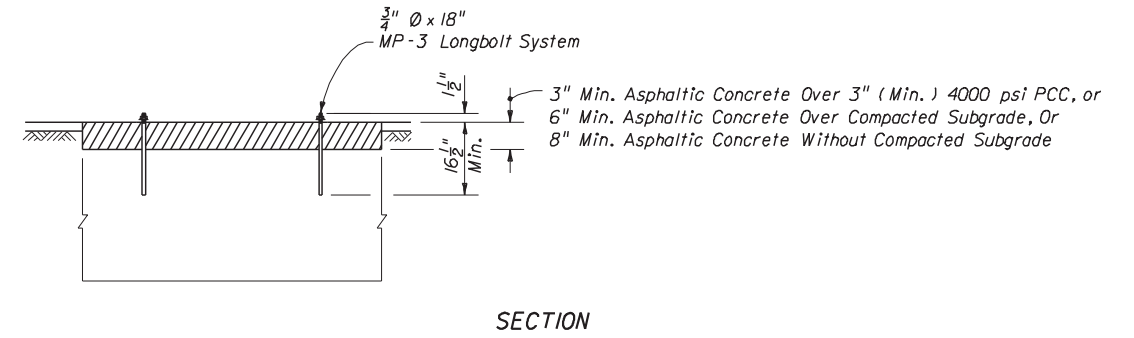 3/4" Ø x 18"
MP-3 Longbolt System
1 1/2"
3" Min. Asphaltic Concrete Over 3" (Min.) 4000 psi PCC, or
6" Min. Asphaltic Concrete Over Compacted Subgrade, Or
8" Min. Asphaltic Concrete Without Compacted Subgrade
16 1/2"
Min.
SECTION